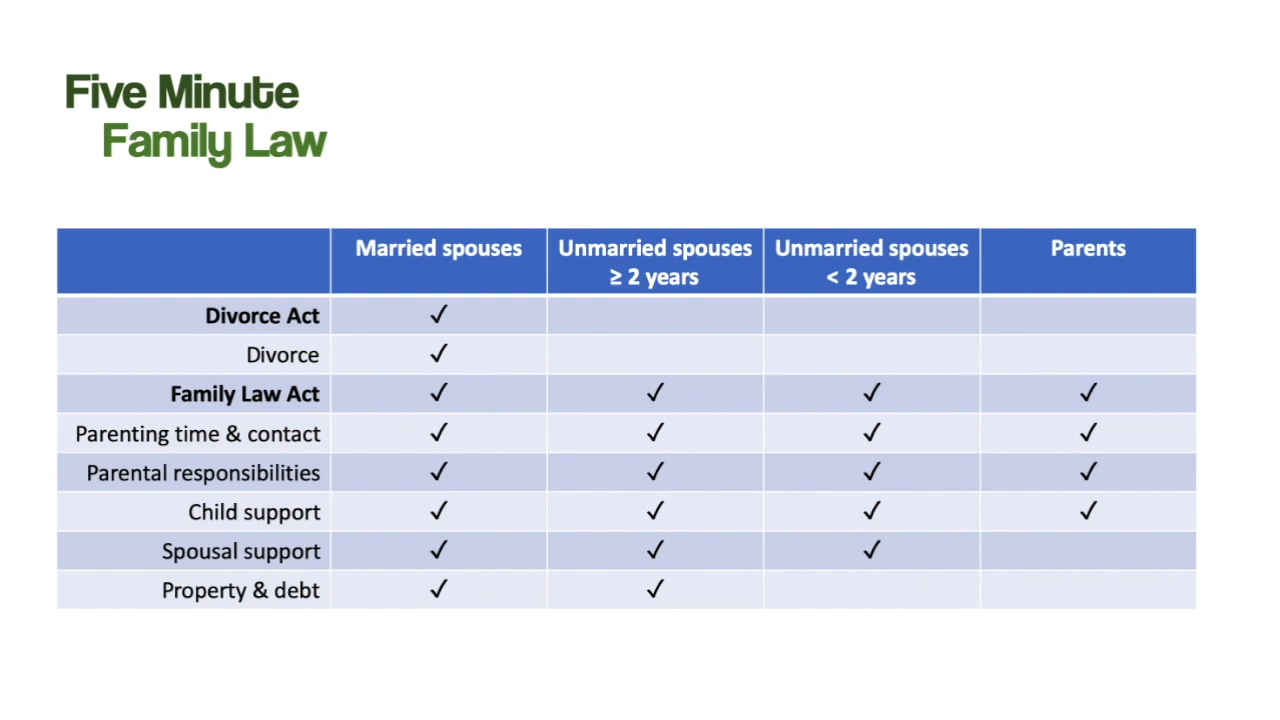 Five Minute
Family Law
Married spouses Unmarried spouses ≥ 2 years Unmarried spouses < 2 years Parents
Divorce Act ✓
Divorce ✓
Family Law Act ✓ ✓ ✓ ✓
Parenting time & contact ✓ ✓ ✓ ✓
Parental responsibilities ✓ ✓ ✓ ✓
Child support ✓ ✓ ✓ ✓
Spousal support ✓ ✓ ✓
Property & debt ✓ ✓